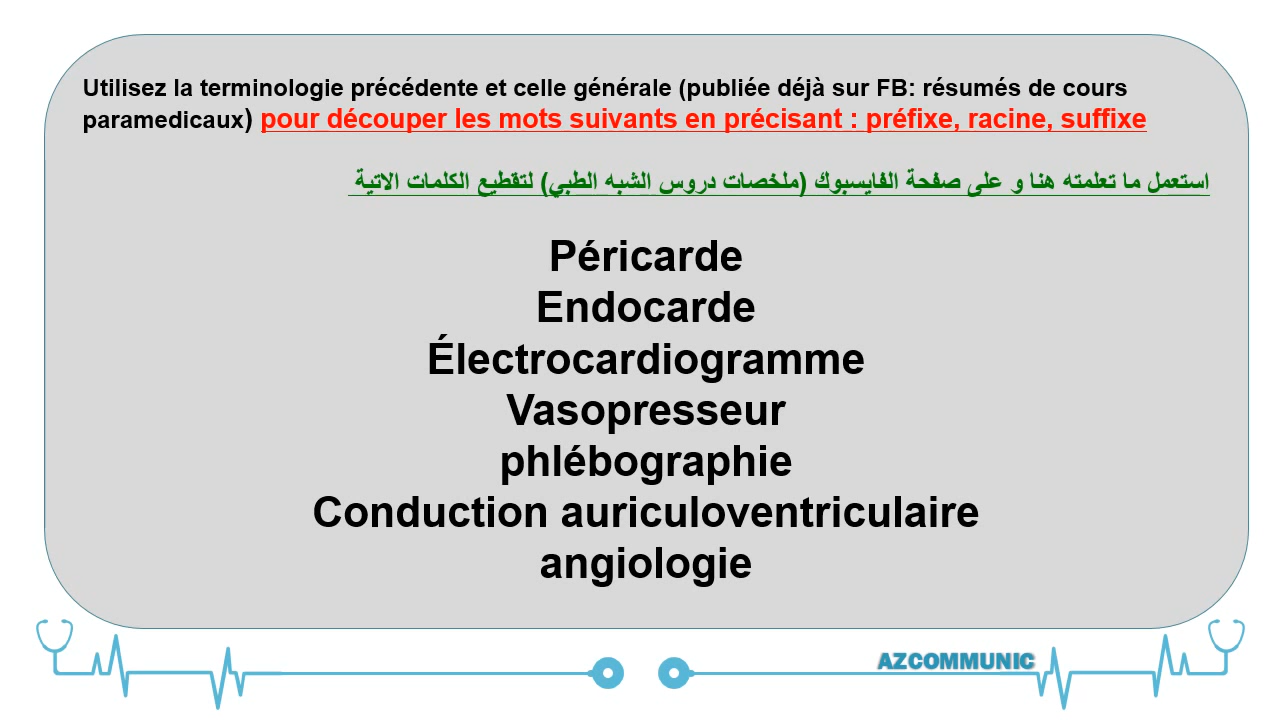 Utilisez la terminologie précédente et celle générale (publiée déjà sur FB: résumés de cours
paramedicaux) pour découper les mots suivants en précisant : préfixe, racine, suffixe
استعمل ما تعلمته هنا و على صفحة الفايسبوك (ملخصات دروس الشبه الطبي) لتقطيع الكلمات الاتية
Péricarde
Endocarde
Électrocardiogramme
Vasopresseur
phlébographie
Conduction auriculoventriculaire
angiologie
AZCOMMUNIC